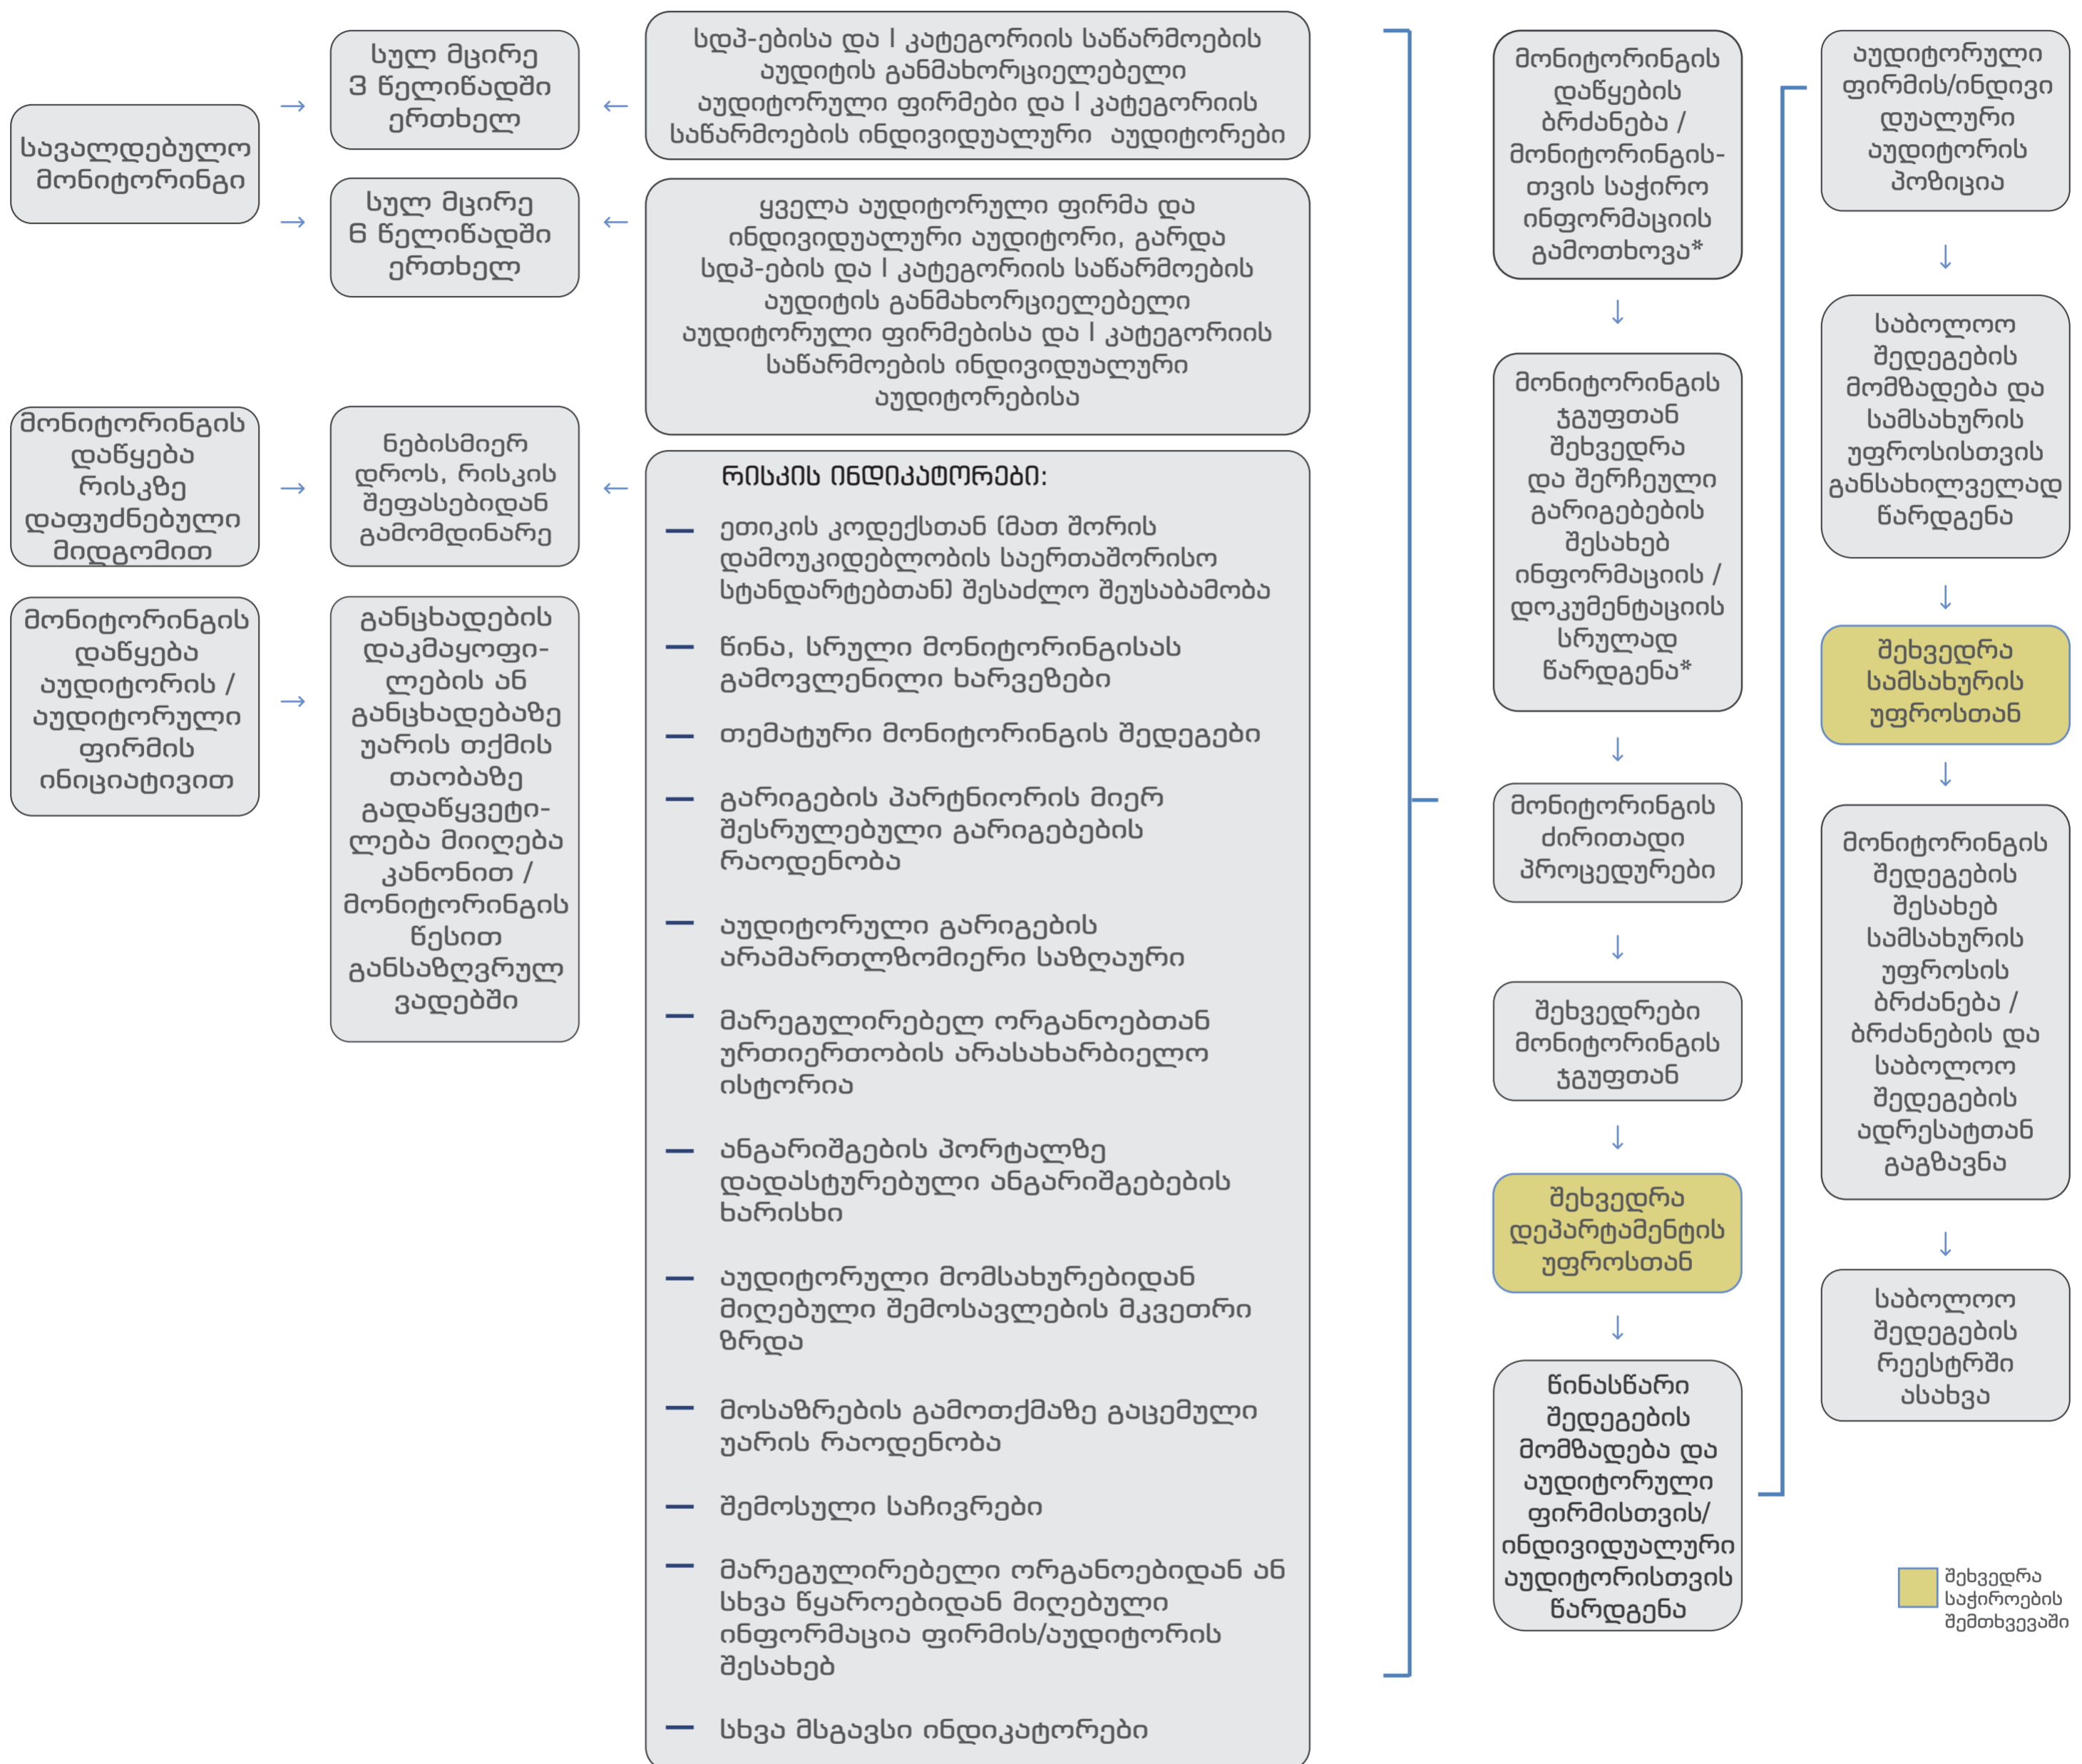 სავალდებულო
მონიტორინგი
სულ მცირე
3 წელიწადში
ერთხელ
სდპ-ებისა და I კატეგორიის საწარმოების
აუდიტის განმახორციელებელი
აუდიტორული ფირმები და I კატეგორიის
საწარმოების ინდივიდუალური აუდიტორები
სულ მცირე
6 წელიწადში
ერთხელ
ყველა აუდიტორული ფირმა და
ინდივიდუალური აუდიტორი, გარდა
სდპ-ების და I კატეგორიის საწარმოების
აუდიტის განმახორციელებელი
აუდიტორული ფირმებისა და I კატეგორიის
საწარმოების ინდივიდუალური
აუდიტორებისა
მონიტორინგის
დაწყება
რისკზე
დაფუძნებული
მიდგომით
ნებისმიერ
დროს, რისკის
შეფასებიდან
გამომდინარე
მონიტორინგის
დაწყება
აუდიტორის /
აუდიტორული
ფირმის
ინიციატივით
განცხადების
დაკმაყოფი-
ლების ან
განცხადებაზე
უარის თქმის
თაობაზე
გადაწყვეტი-
ლება მიიღება
კანონით /
მონიტორინგის
წესით
განსაზღვრულ
ვადებში
რისკის ინდიკატორები:
— ეთიკის კოდექსთან (მათ შორის
დამოუკიდებლობის საერთაშორისო
სტანდარტებთან) შესაძლო შეუსაბამობა
— წინა, სრული მონიტორინგისას
გამოვლენილი ხარვეზები
— თემატური მონიტორინგის შედეგები
— გარიგების პარტნიორის მიერ
შესრულებული გარიგებების
რაოდენობა
— აუდიტორული გარიგების
არამართლზომიერი საზღაური
— მარეგულირებელ ორგანოებთან
ურთიერთობის არასახარბიელო
ისტორია
— ანგარიშგების პორტალზე
დადასტურებული ანგარიშგებების
ხარისხი
— აუდიტორული მომსახურებიდან
მიღებული შემოსავლების მკვეთრი
ზრდა
— მოსაზრების გამოთქმაზე გაცემული
უარის რაოდენობა
— შემოსული საჩივრები
— მარეგულირებელი ორგანოებიდან ან
სხვა წყაროებიდან მიღებული
ინფორმაცია ფირმის/აუდიტორის
შესახებ
— სხვა მსგავსი ინდიკატორები
მონიტორინგის
დაწყების
ბრძანება /
მონიტორინგის-
თვის საჭირო
ინფორმაციის
გამოთხოვა*
მონიტორინგის
ჯგუფთან
შეხვედრა
და შერჩეული
გარიგებების
შესახებ
ინფორმაციის /
დოკუმენტაციის
სრულად
წარდგენა*
მონიტორინგის
ძირითადი
პროცედურები
შეხვედრები
მონიტორინგის
ჯგუფთან
შეხვედრა
დეპარტამენტის
უფროსთან
წინასწარი
შედეგების
მომზადება და
აუდიტორული
ფირმისთვის/
ინდივიდუალური
აუდიტორისთვის
წარდგენა
აუდიტორული
ფირმის/ინდივი
დუალური
აუდიტორის
პოზიცია
საბოლოო
შედეგების
მომზადება და
სამსახურის
უფროსისთვის
განსახილველად
წარდგენა
შეხვედრა
სამსახურის
უფროსთან
მონიტორინგის
შედეგების
შესახებ
სამსახურის
უფროსის
ბრძანება /
ბრძანების და
საბოლოო
შედეგების
ადრესატთან
გაგზავნა
საბოლოო
შედეგების
რეესტრში
ასახვა
შეხვედრა
საჭიროების
შემთხვევაში